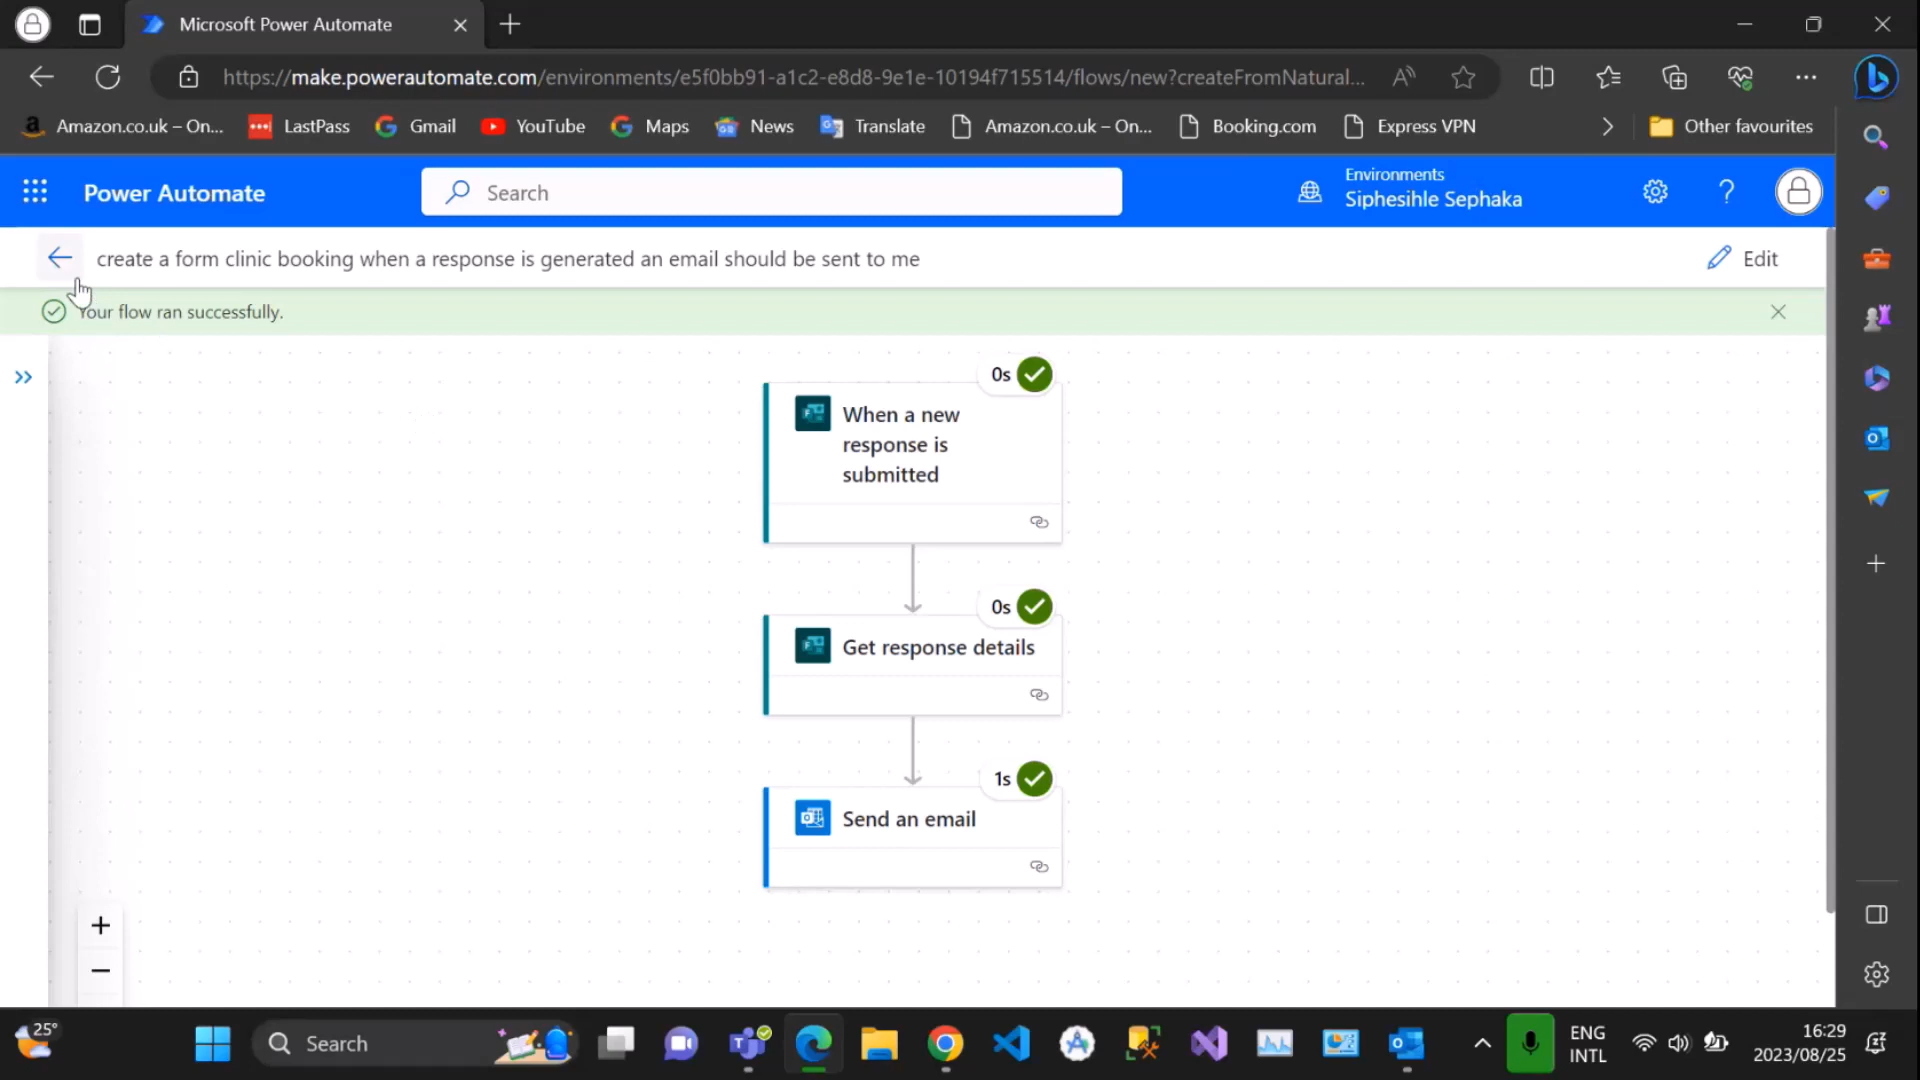 Microsoft Power Automate
https://make.powerautomate.com/environments/e5f0bb91-a1c2-e8d8-9e1e-10194f715514/flows/new?createFromNatural...
Amazon.co.uk – On...
LastPass
Gmail
YouTube
Maps
News
Translate
Amazon.co.uk – On...
Booking.com
Express VPN
Other favourites
Power Automate
Search
Environments
Siphesihle Sephaka
create a form clinic booking when a response is generated an email should be sent to me
Edit
Your flow ran successfully.
0s
When a new
response is
submitted
0s
Get response details
1s
Send an email
25°
Search
ENG
INTL
16:29
2023/08/25